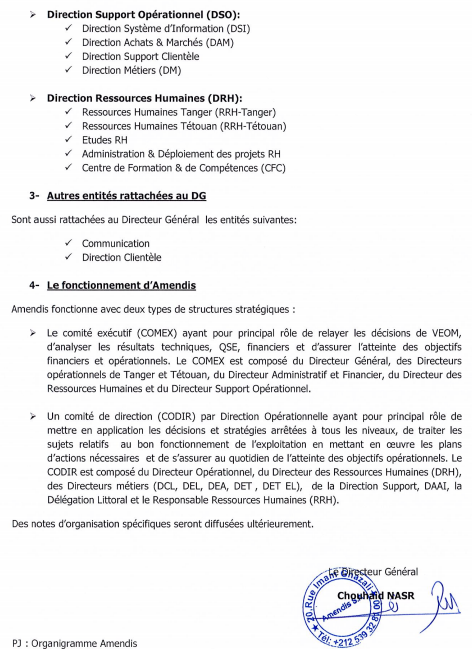 ➢ Direction Support Opérationnel (DSO):
✓ Direction Système d'Information (DSI)
✓ Direction Achats & Marchés (DAM)
✓ Direction Support Clientèle
✓ Direction Métiers (DM)
➢ Direction Ressources Humaines (DRH):
✓ Ressources Humaines Tanger (RRH-Tanger)
✓ Ressources Humaines Tétouan (RRH-Tétouan)
✓ Etudes RH
✓ Administration & Déploiement des projets RH
✓ Centre de Formation & de Compétences (CFC)
3- Autres entités rattachées au DG
Sont aussi rattachées au Directeur Général les entités suivantes:
✓ Communication
✓ Direction Clientèle
4- Le fonctionnement d'Amendis
Amendis fonctionne avec deux types de structures stratégiques :
➢ Le comité exécutif (COMEX) ayant pour principal rôle de relayer les décisions de VEOM,
d'analyser les résultats techniques, QSE, financiers et d'assurer l'atteinte des objectifs
financiers et opérationnels. Le COMEX est composé du Directeur Général, des Directeurs
opérationnels de Tanger et Tétouan, du Directeur Administratif et Financier, du Directeur des
Ressources Humaines et du Directeur Support Opérationnel.
➢ Un comité de direction (CODIR) par Direction Opérationnelle ayant pour principal rôle de
mettre en application les décisions et stratégies arrêtées à tous les niveaux, de traiter les
sujets relatifs au bon fonctionnement de l'exploitation en mettant en œuvre les plans
d'actions nécessaires et de s'assurer au quotidien de l'atteinte des objectifs opérationnels. Le
CODIR est composé du Directeur Opérationnel, du Directeur des Ressources Humaines (DRH),
des Directeurs métiers (DCL, DEL, DEA, DET , DET EL), de la Direction Support, DAAI, la
Délégation Littoral et le Responsable Ressources Humaines (RRH).
Des notes d'organisation spécifiques seront diffusées ultérieurement.
Le Directeur Général
Chouhaid NASR
20, Rue Imam Ghazali
Amendis S.A
Tél: +212 539 32 8
PJ : Organigramme Amendis